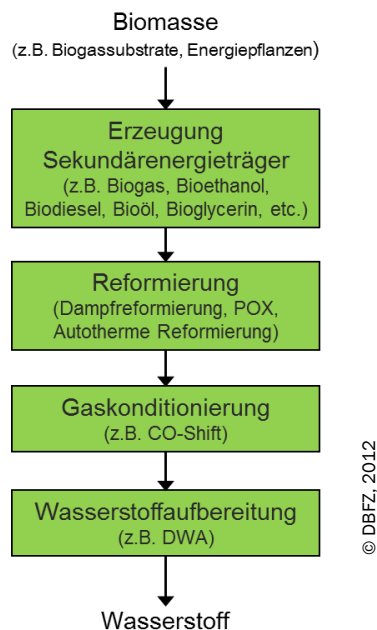 Biomasse
(z.B. Biogassubstrate, Energiepflanzen)
Erzeugung
Sekundärenergieträger
(z.B. Biogas, Bioethanol,
Biodiesel, Bioöl, Bioglycerin, etc.)
Reformierung
(Dampfreformierung, POX,
Autotherme Reformierung)
Gaskonditionierung
(z.B. CO-Shift)
Wasserstoffaufbereitung
(z.B. DWA)
Wasserstoff
© DBFZ, 2012